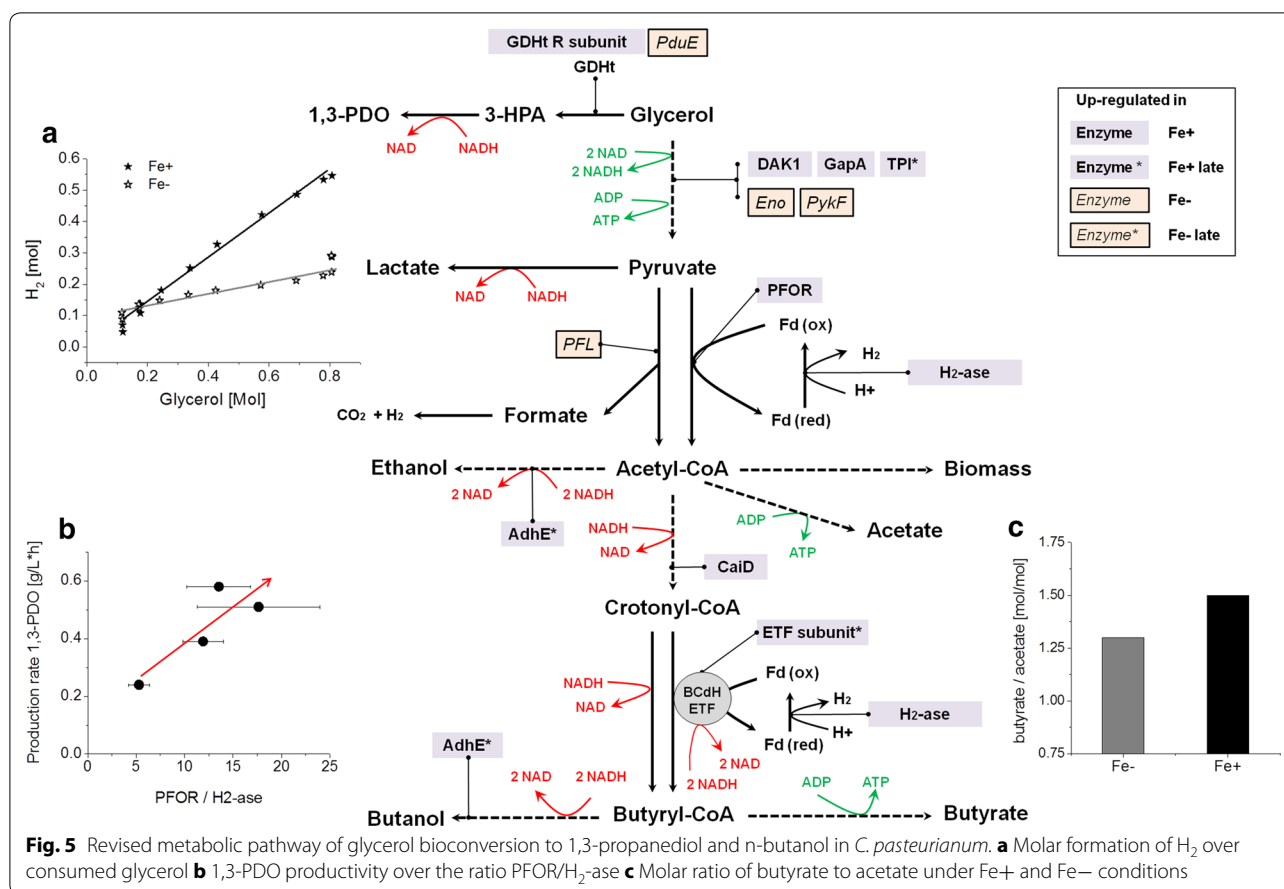 GDHt R subunit PduE
GDHt
1,3-PDO 3-HPA Glycerol
NAD NADH
Up-regulated in
Enzyme Fe+
Enzyme * Fe+ late
Enzyme Fe-
Enzyme* Fe- late
a
Fe+
Fe-
0.6
0.5
0.4
0.3
0.2
0.1
0.0
H2 [mol]
0.0 0.2 0.4 0.6 0.8 1.0
Glycerol [Mol]
2 NAD
2 NADH
ADP
ATP
DAK1 GapA TPI*
Eno PykF
Lactate Pyruvate
NAD NADH
PFOR
PFL
Fd (ox)
H2
H+
H2-ase
Fd (red)
CO2 + H2 Formate
Ethanol Acetyl-CoA Biomass
2 NAD 2 NADH
AdhE*
NADH
NAD
ADP
ATP
Acetate
CaiD
Crotonyl-CoA
b
0.6
0.4
0.2
0.0
Production rate 1,3-PDO [g/L*h]
0 5 10 15 20 25
PFOR / H2-ase
ETF subunit*
NADH
NAD
BCdH
ETF
Fd (ox)
H2
H+
H2-ase
Fd (red)
2 NAD
2 NADH
AdhE*
2 NAD 2 NADH
ADP ATP
Butanol Butyryl-CoA Butyrate
c
1.75
1.50
1.25
1.00
0.75
butyrate / acetate [mol/mol]
Fe- Fe+
Fig. 5 Revised metabolic pathway of glycerol bioconversion to 1,3-propanediol and n-butanol in C. pasteurianum. a Molar formation of H2 over
consumed glycerol b 1,3-PDO productivity over the ratio PFOR/H2-ase c Molar ratio of butyrate to acetate under Fe+ and Fe− conditions